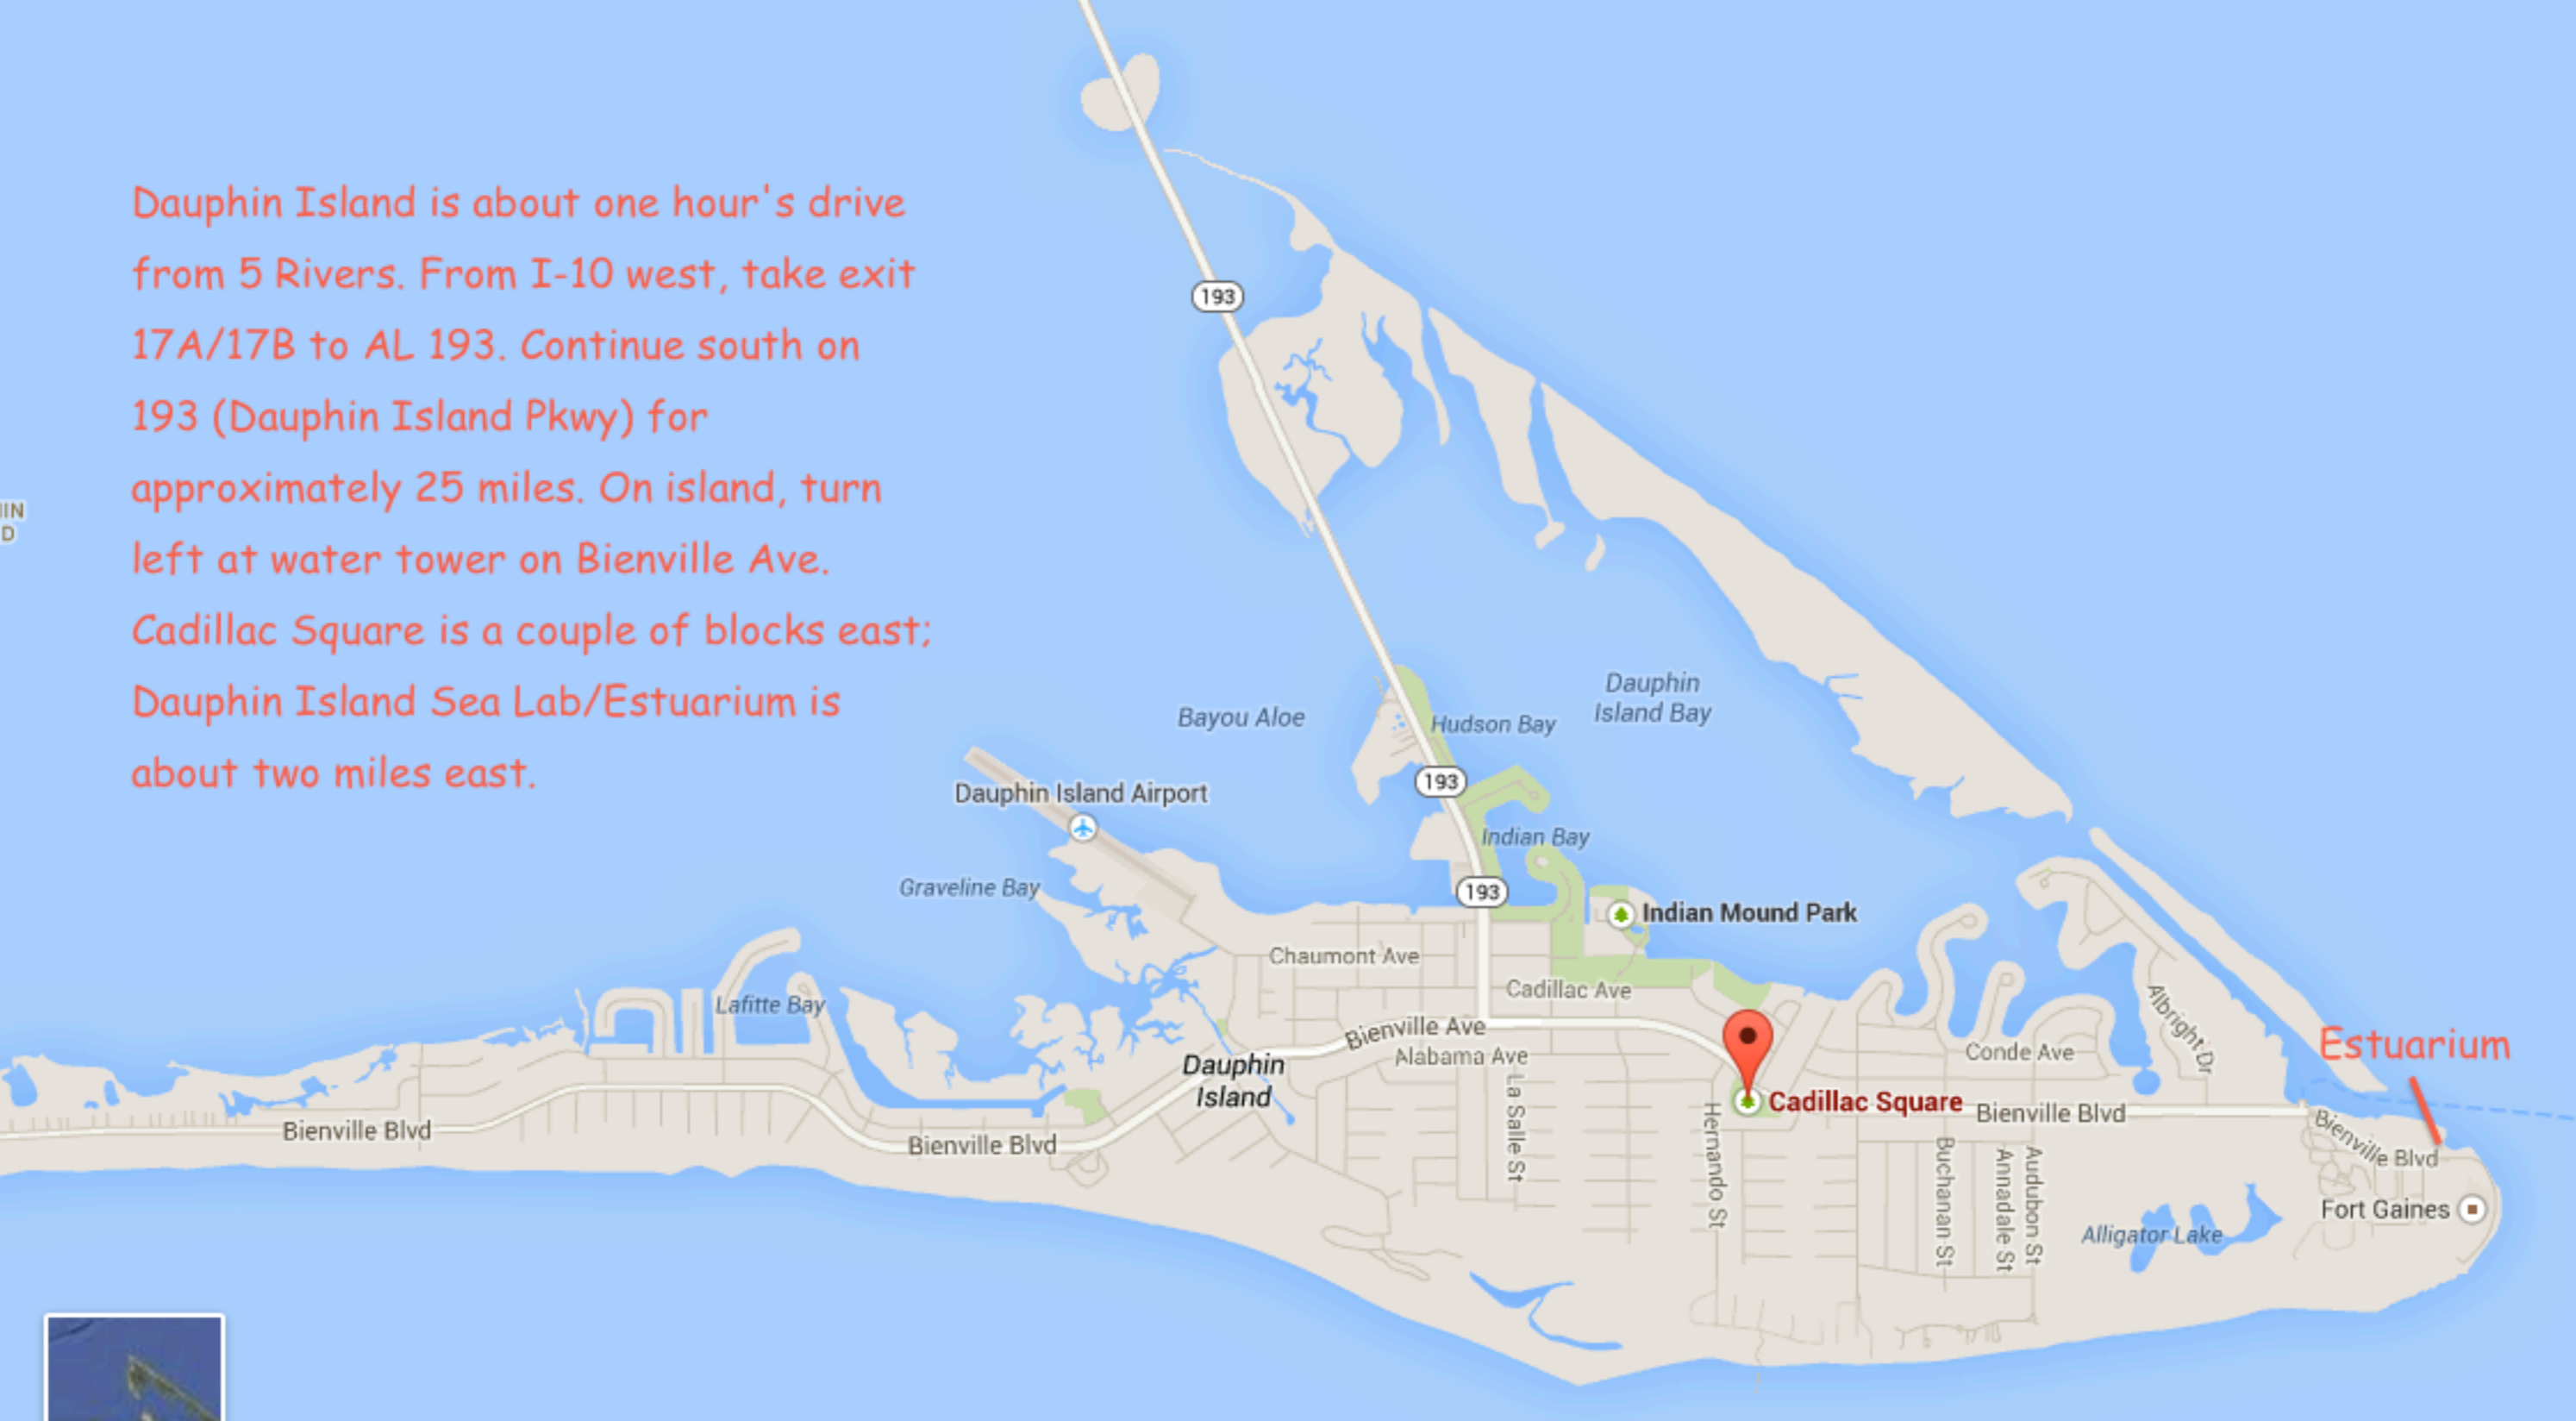 Dauphin Island is about one hour's drive
from 5 Rivers. From I-10 west, take exit
17A/17B to AL 193. Continue south on
193 (Dauphin Island Pkwy) for
approximately 25 miles. On island, turn
left at water tower on Bienville Ave.
Cadillac Square is a couple of blocks east;
Dauphin Island Sea Lab/Estuarium is
about two miles east.
193
IN
D
Dauphin
Island Bay
Bayou Aloe
Hudson Bay
193
Dauphin Island Airport
Indian Bay
Graveline Bay
193
Indian Mound Park
Chaumont Ave
Cadillac Ave
Lafitte Bay
Bienville Ave
Alabama Ave
Albright Dr
Estuarium
Conde Ave
Dauphin
Island
La Salle St
Hernando St
Cadillac Square
Bienville Blvd
Bienville Blvd
Bienville Blvd
Bienville Blvd
Buchanan St
Annadale St
Audubon St
Alligator Lake
Fort Gaines